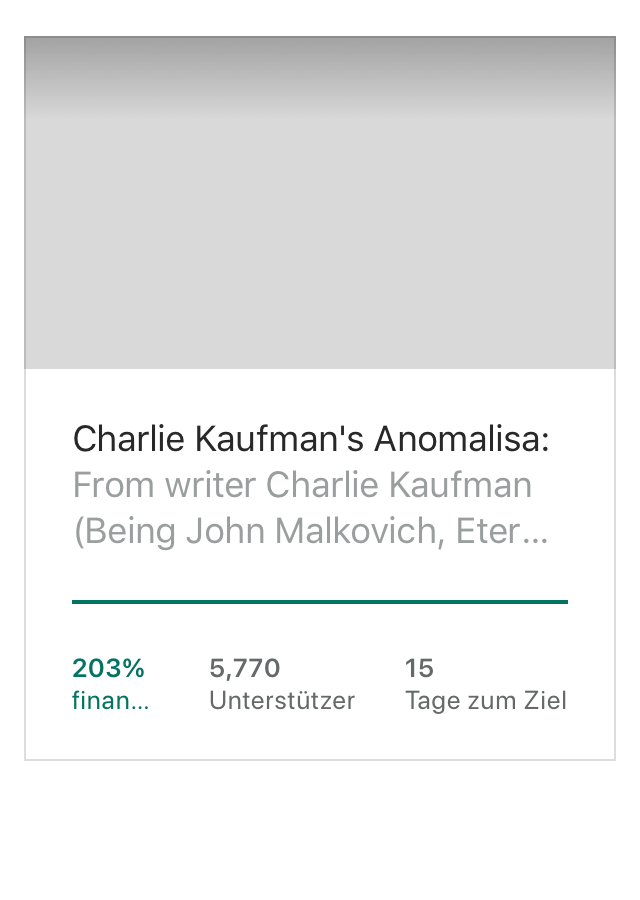 Charlie Kaufman's Anomalisa:
From writer Charlie Kaufman
(Being John Malkovich, Eter...
203%
finan...
5,770
Unterstützer
15
Tage zum Ziel